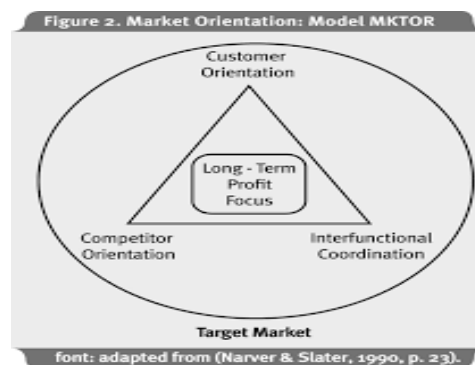 Figure 2. Market Orientation: Model MKTOR
Customer
Orientation
Long - Term
Profit
Focus
Competitor
Orientation
Interfunctional
Coordination
Target Market
font: adapted from (Narver & Slater, 1990, p. 23).